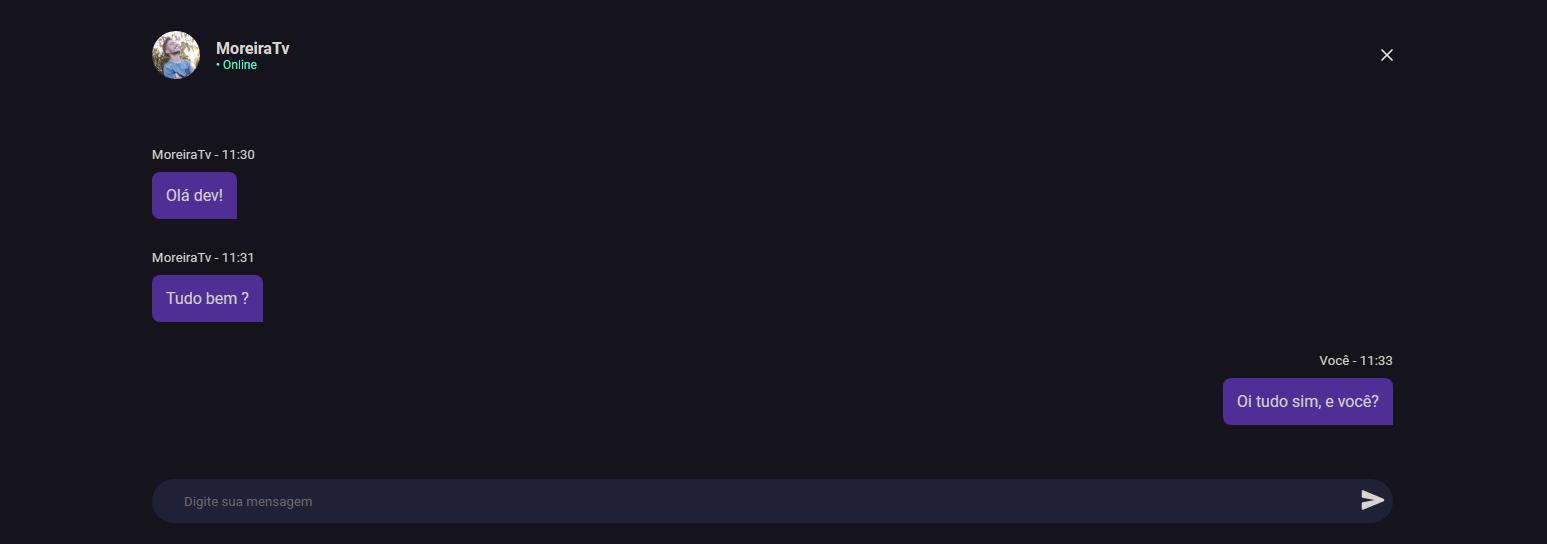 MoreiraTv
• Online
MoreiraTv - 11:30
Olá dev!
MoreiraTv - 11:31
Tudo bem ?
Você - 11:33
Oi tudo sim, e você?
Digite sua mensagem